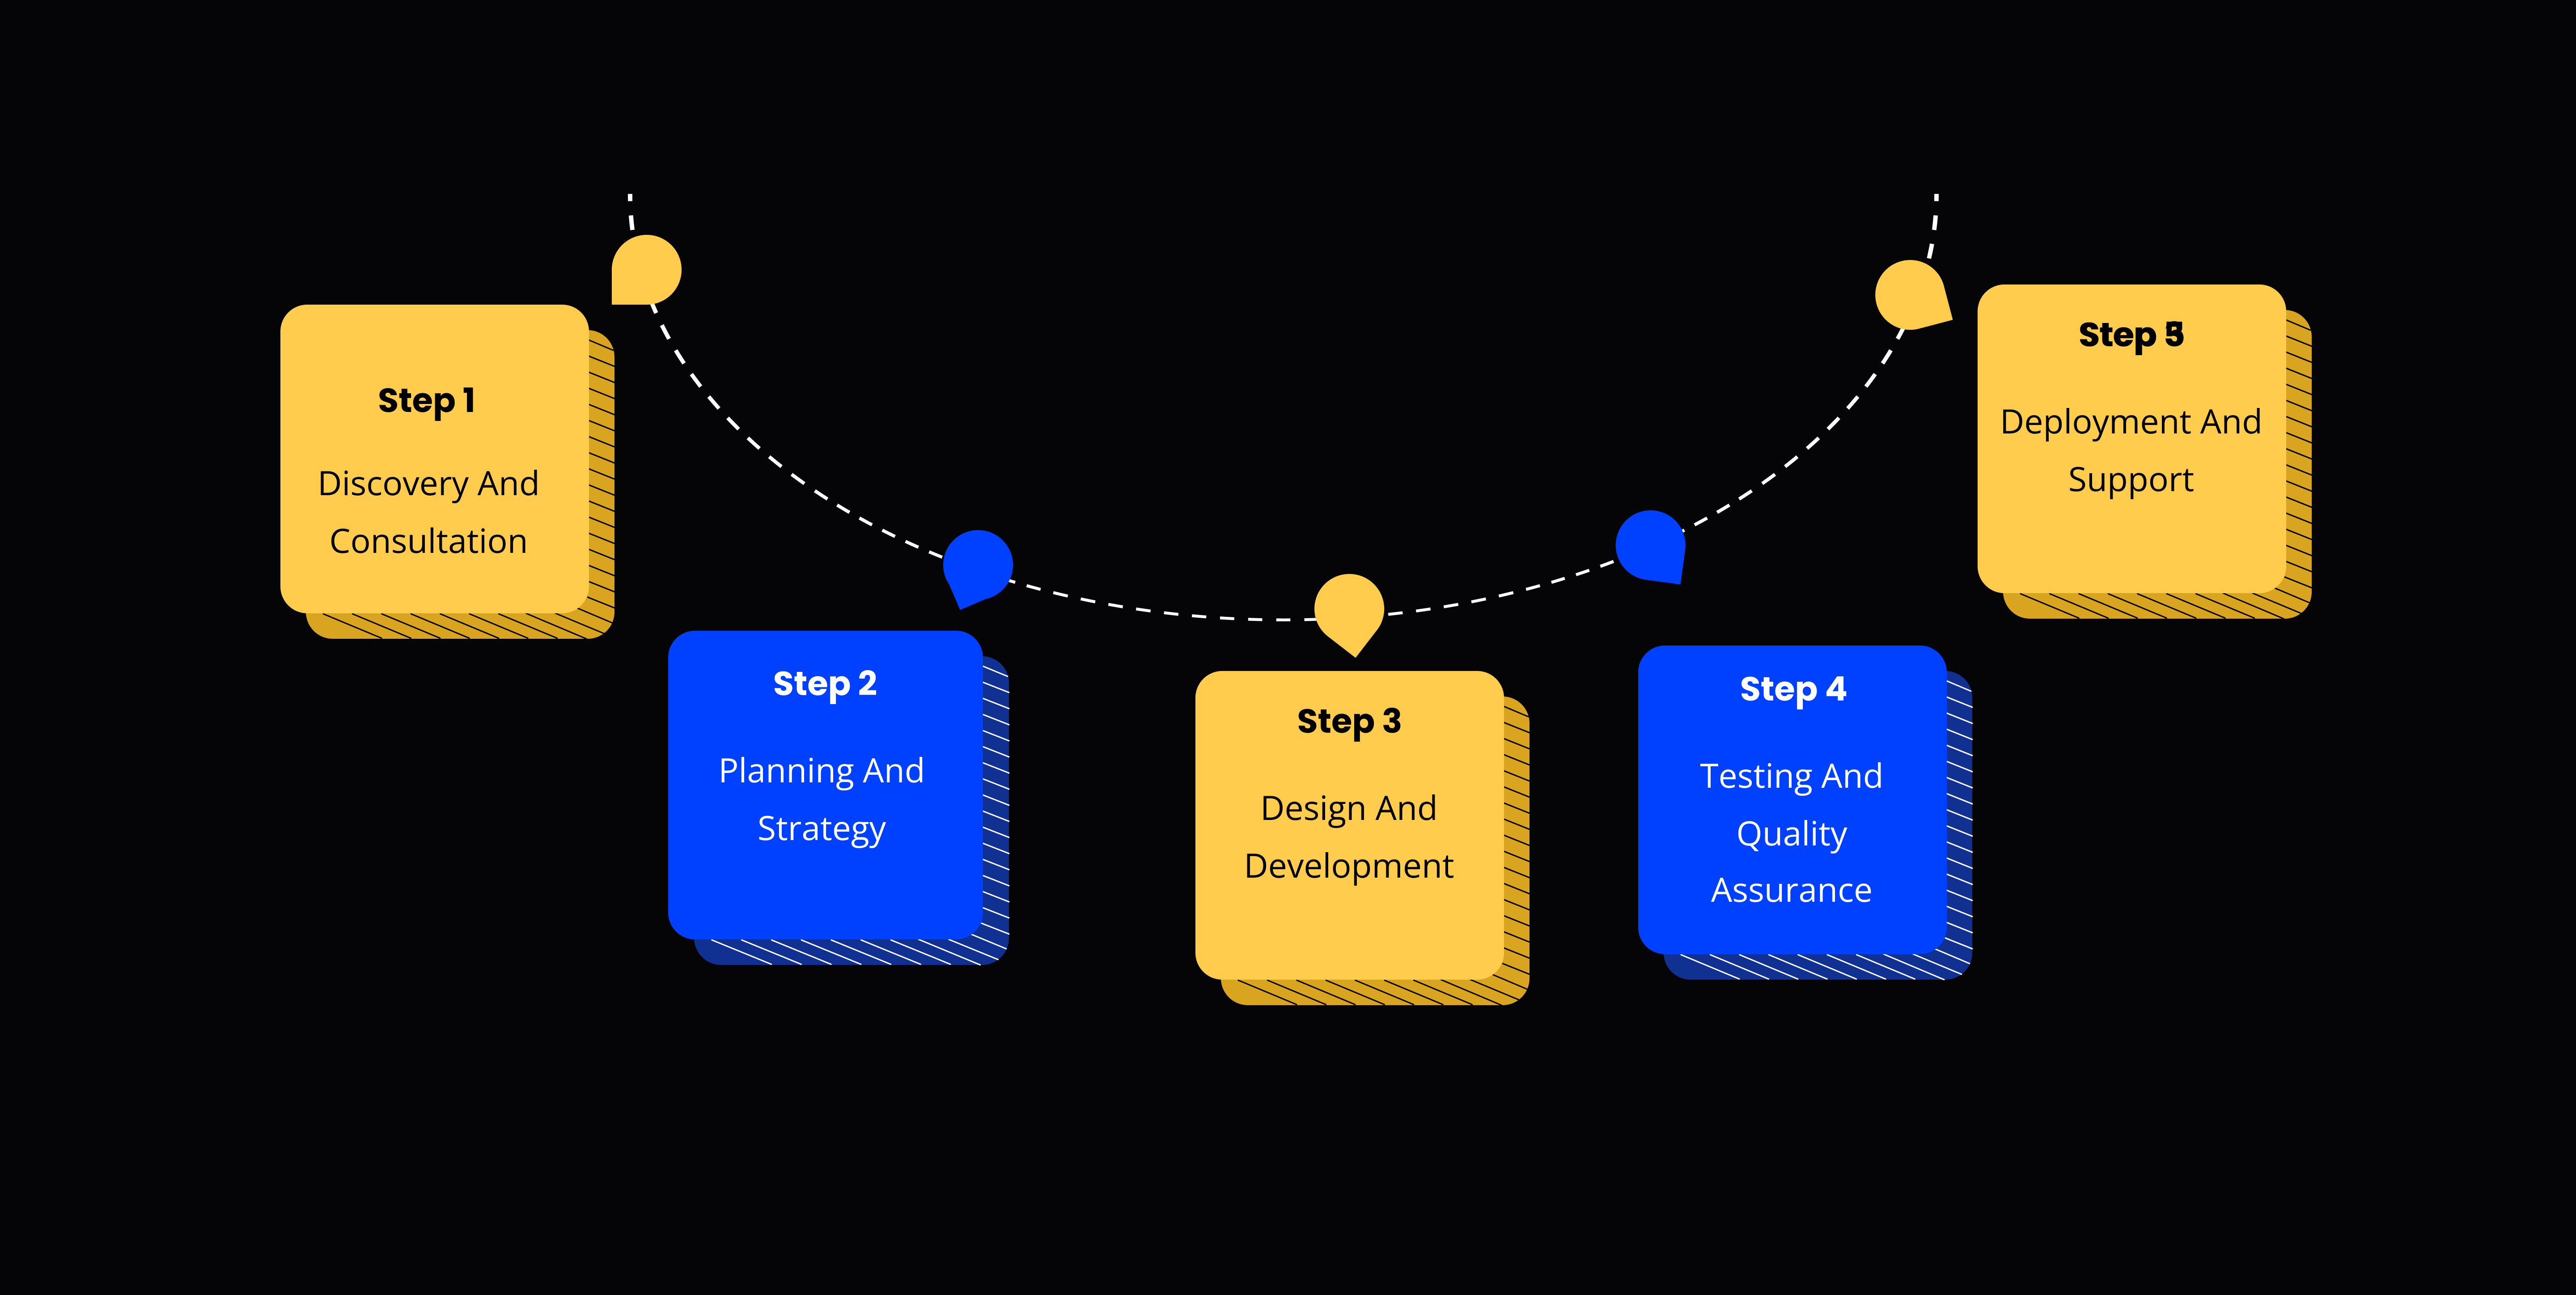 Step 1
Discovery And
Consultation
Step 2
Planning And
Strategy
Step 3
Design And
Development
Step 4
Testing And
Quality
Assurance
Step 5
Deployment And
Support